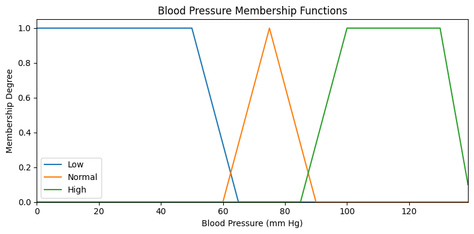 Blood Pressure Membership Functions
Membership Degree
1.0
0.8
0.6
0.4
0.2
0.0
Low
Normal
High
0 20 40 60 80 100 120
Blood Pressure (mm Hg)